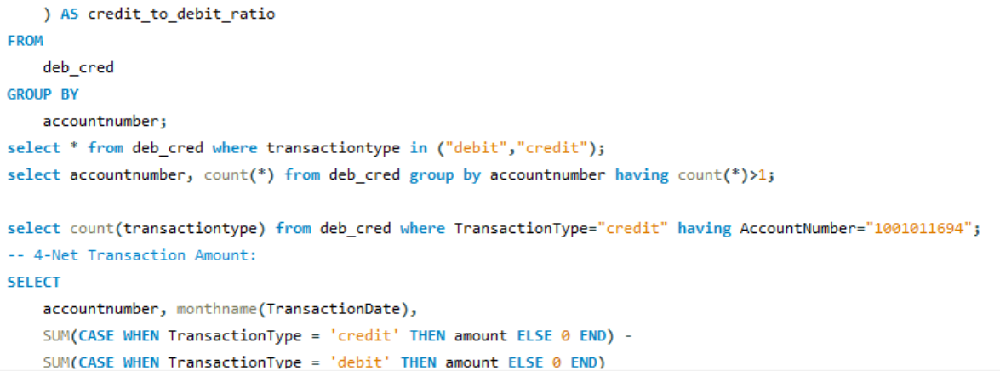 ) AS credit_to_debit_ratio
FROM
deb_cred
GROUP BY
accountnumber;
select * from deb_cred where transactiontype in ("debit","credit");
select accountnumber, count(*) from deb_cred group by accountnumber having count(*)>1;
select count(transactiontype) from deb_cred where TransactionType="credit" having AccountNumber="1001011694";
-- 4-Net Transaction Amount:
SELECT
accountnumber, monthname(TransactionDate),
SUM(CASE WHEN TransactionType = 'credit' THEN amount ELSE 0 END) -
SUM(CASE WHEN TransactionType = 'debit' THEN amount ELSE 0 END)